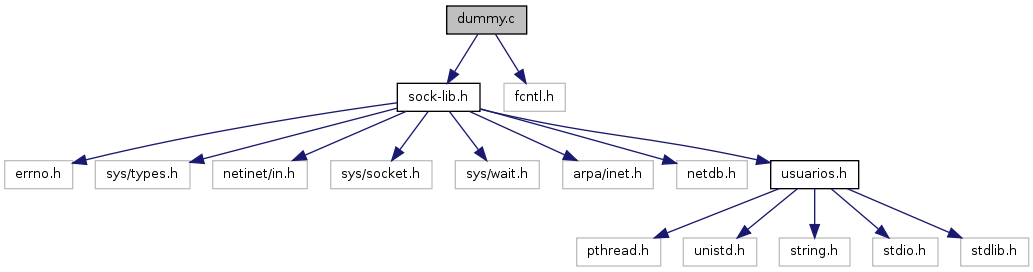 dummy.c
sock-lib.h
fcntl.h
errno.h
sys/types.h
netinet/in.h
sys/socket.h
sys/wait.h
arpa/inet.h
netdb.h
usuarios.h
pthread.h
unistd.h
string.h
stdio.h
stdlib.h